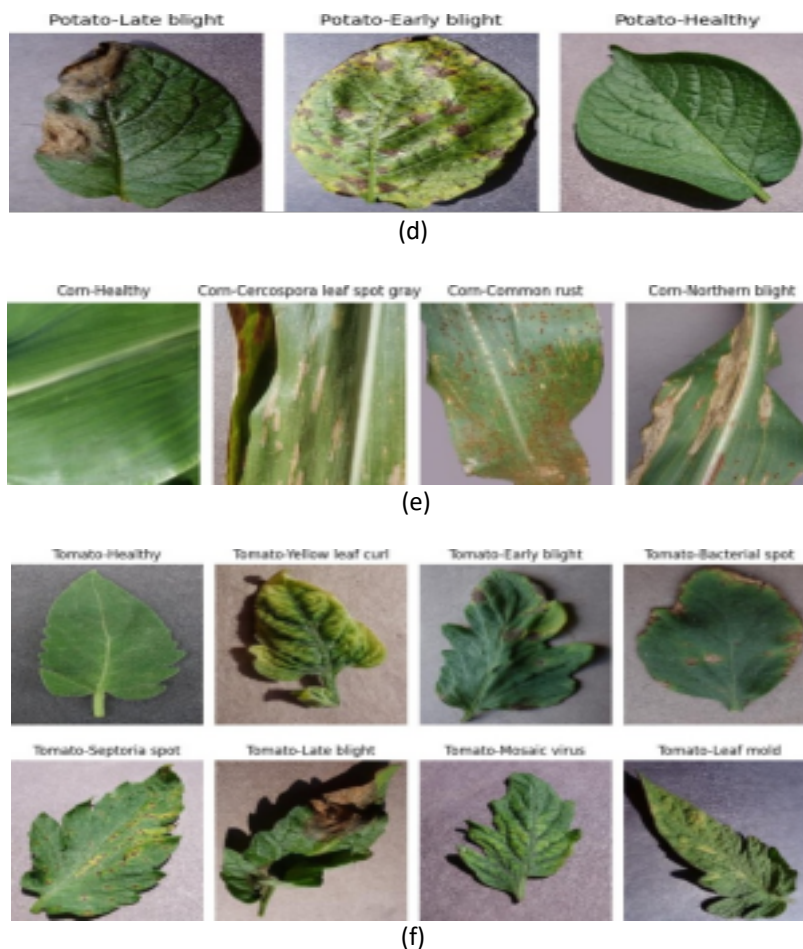 Potato-Late blight Potato-Early blight Potato-Healthy
(d)
Corn-Healthy Corn-Cercospora leaf spot gray Corn-Common rust Corn-Northern blight
(e)
Tomato-Healthy Tomato-Yellow leaf curl Tomato-Early blight Tomato-Bacterial spot
Tomato-Septoria spot Tomato-Late blight Tomato-Mosaic virus Tomato-Leaf mold
(f)